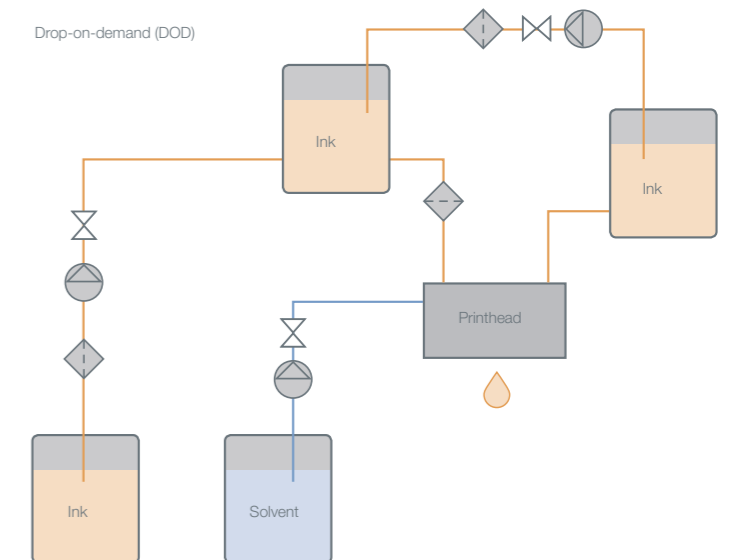 Drop-on-demand (DOD)
Ink
Ink
Printhead
Ink
Solvent